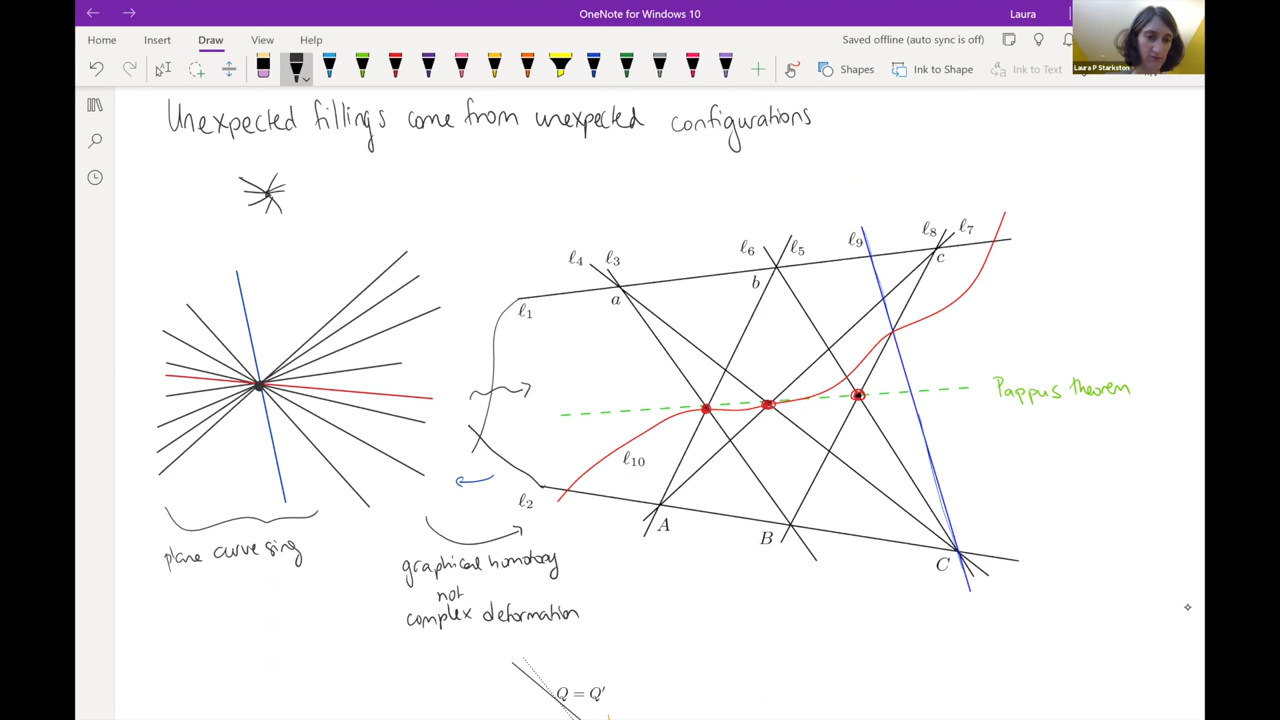 OneNote for Windows 10
Laura
Home
Insert
Draw
View
Help
Saved offline (auto sync is off)
Shapes
Ink to Shape
Ink to Text
Laura P Starkston
Unexpected fillings come from unexpected configurations
ℓ4
ℓ3
ℓ6
ℓ5
ℓ9
ℓ8
ℓ7
a
b
c
ℓ1
Pappus theorem
ℓ10
ℓ2
A
B
C
plane curve sing
graphical homotopy
not
complex deformation
Q = Q′